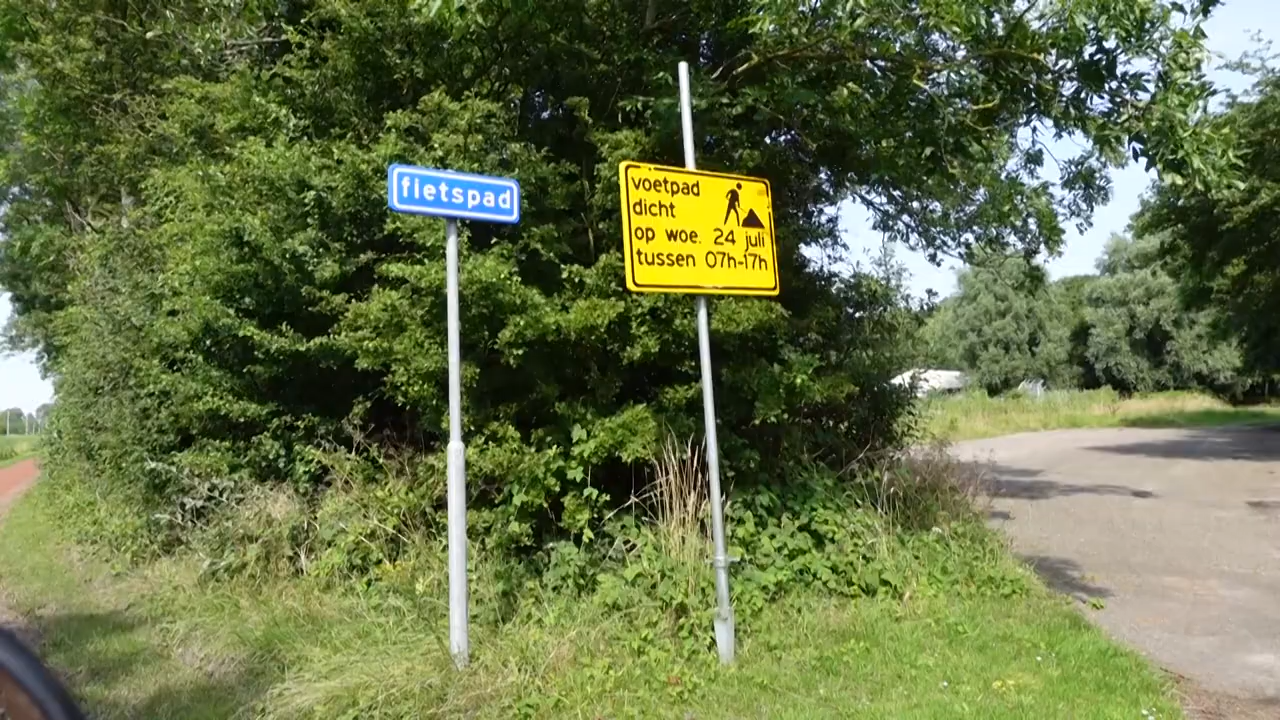 fietspad
voetpad
dicht
op woe. 24 juli
tussen 07h-17h